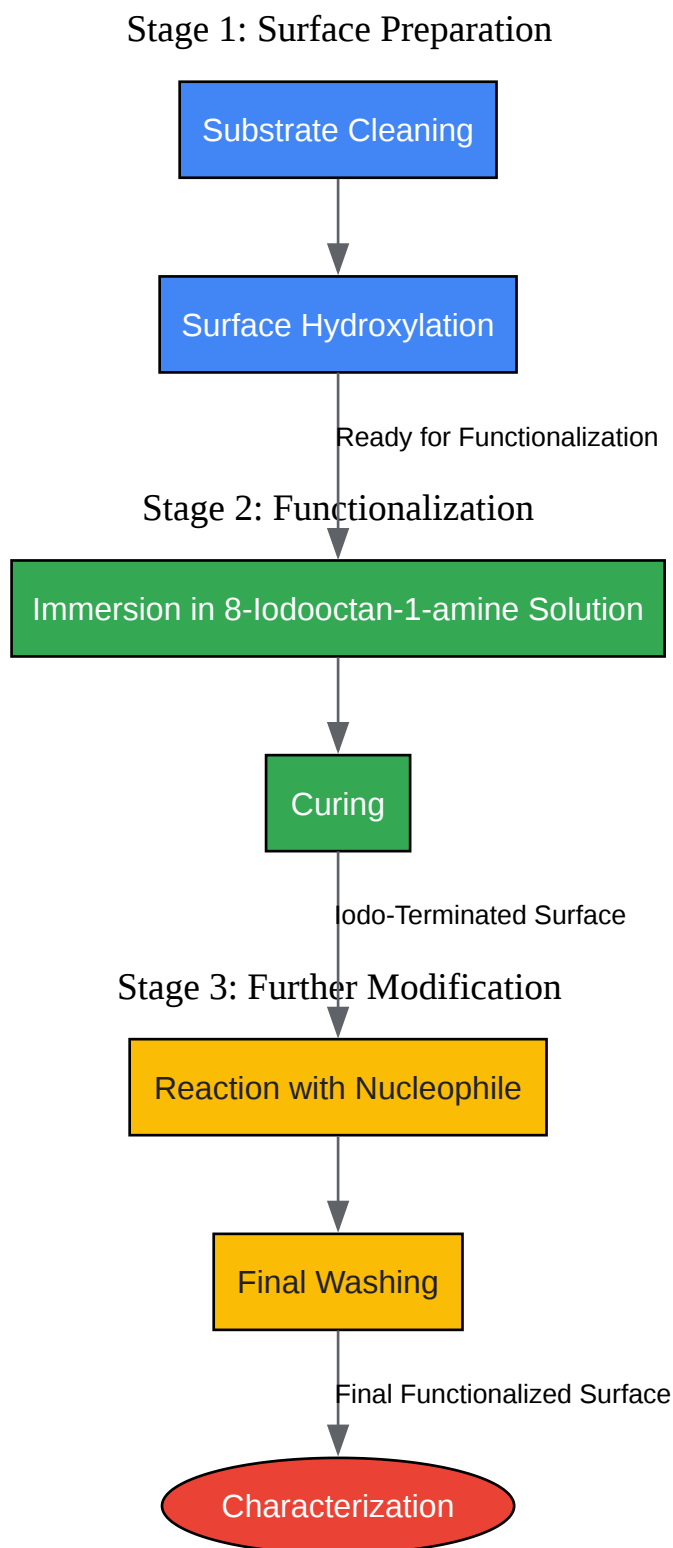 Stage 1: Surface Preparation
Substrate Cleaning
Surface Hydroxylation
Ready for Functionalization
Stage 2: Functionalization
Immersion in 8-Iodooctan-1-amine Solution
Curing
Iodo-Terminated Surface
Stage 3: Further Modification
Reaction with Nucleophile
Final Washing
Final Functionalized Surface
Characterization